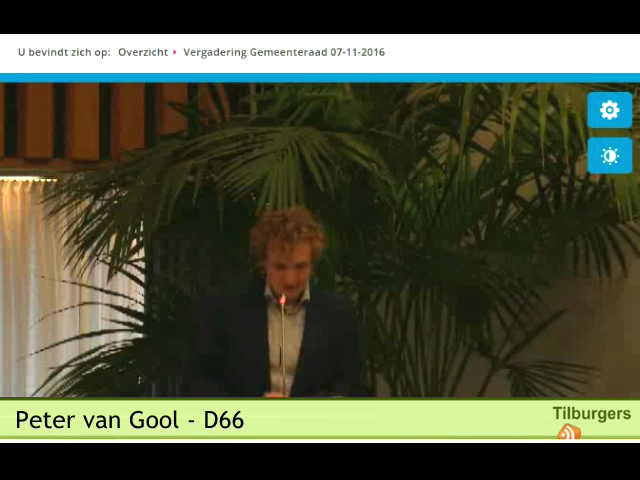 U bevindt zich op: Overzicht Vergadering Gemeenteraad 07-11-2016
Peter van Gool - D66
Tilburgers